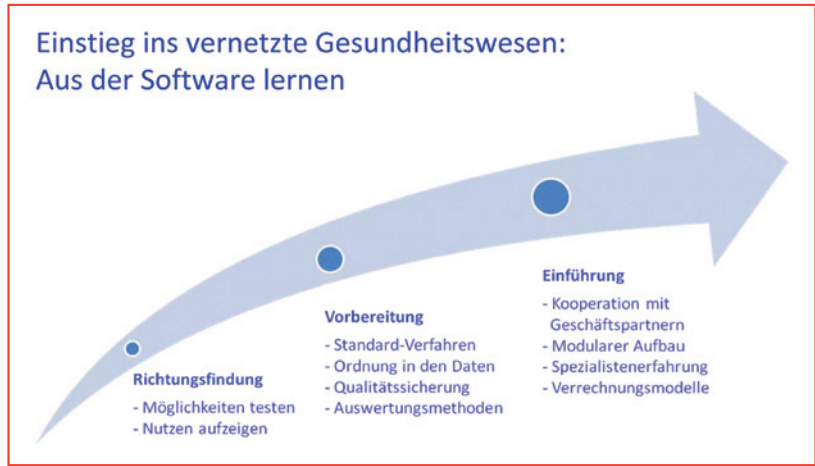 Einstieg ins vernetzte Gesundheitswesen:
Aus der Software lernen
Richtungsfindung
- Möglichkeiten testen
- Nutzen aufzeigen
Vorbereitung
- Standard-Verfahren
- Ordnung in den Daten
- Qualitätssicherung
- Auswertungsmethoden
Einführung
- Kooperation mit
Geschäftspartnern
- Modularer Aufbau
- Spezialistenerfahrung
- Verrechnungsmodelle